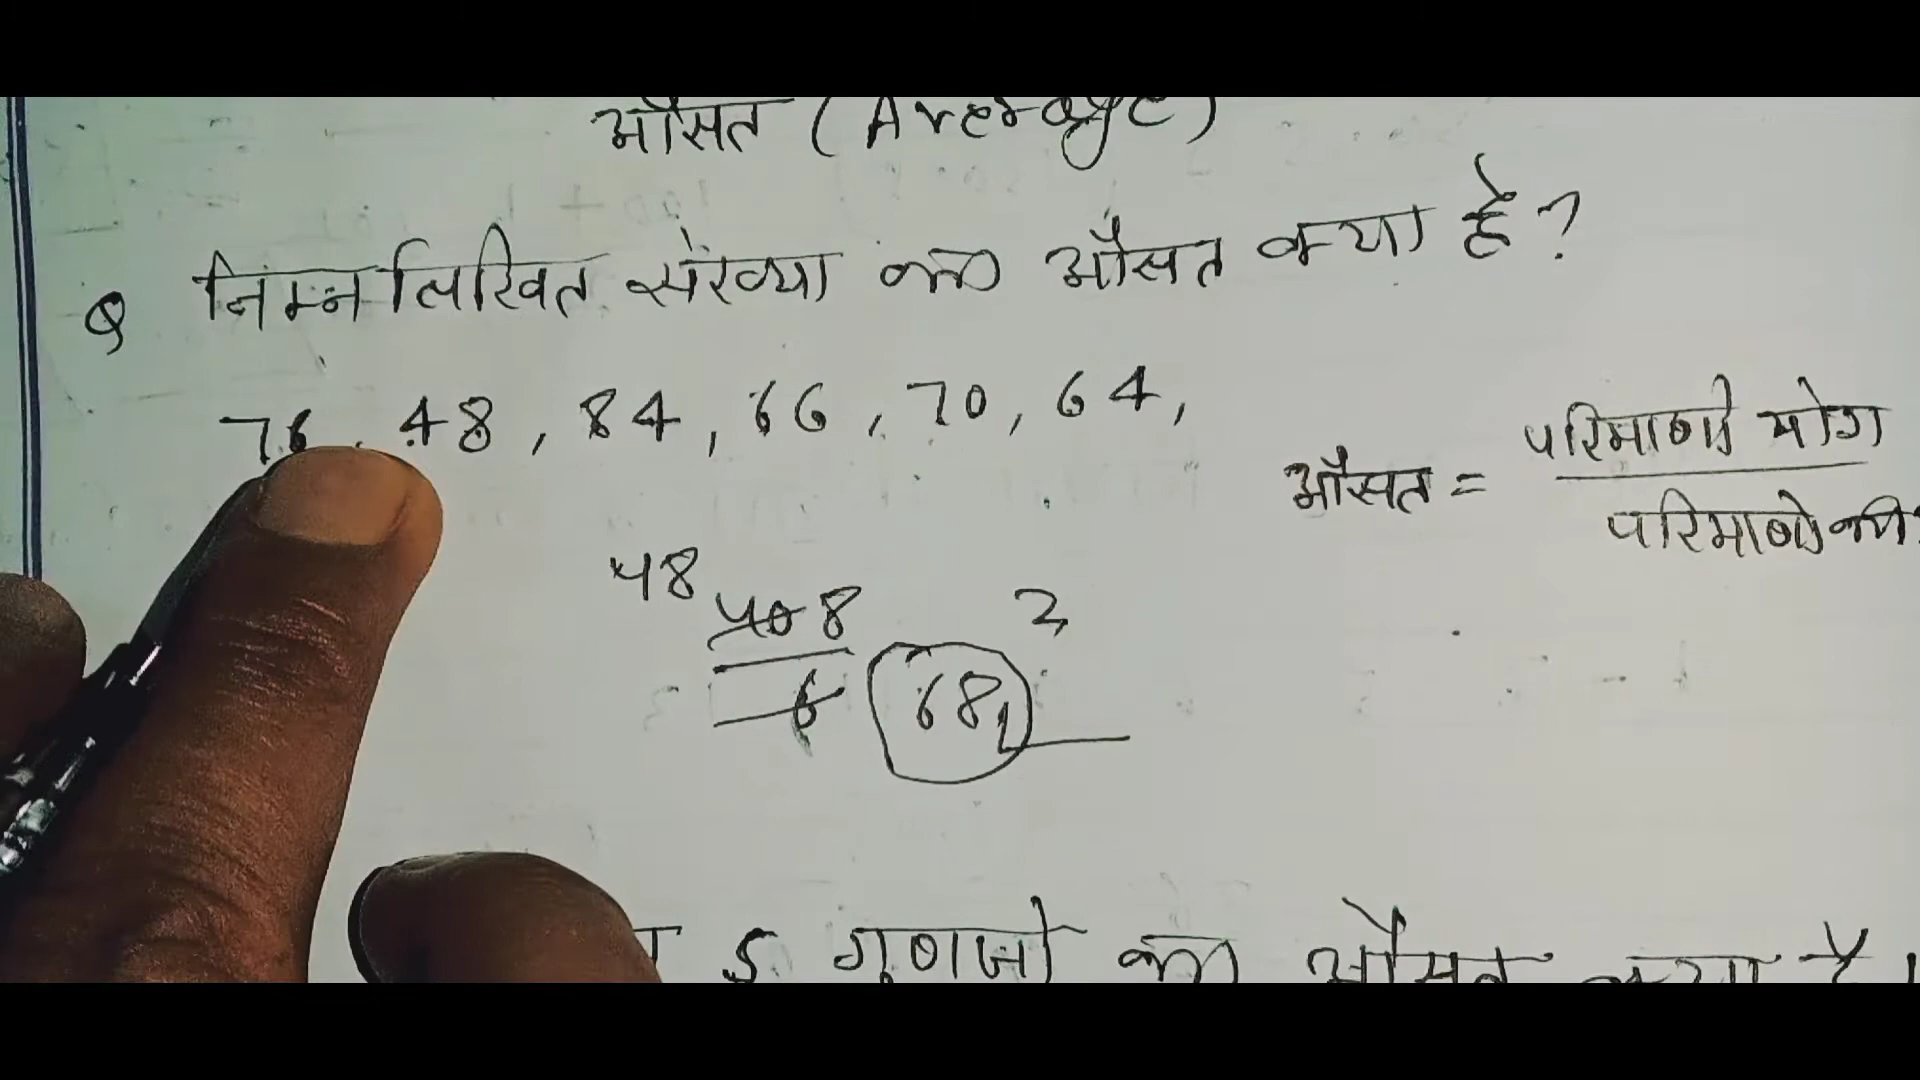 औसत (Average)
Q निम्नलिखित संख्या का औसत क्या है?
76, 48, 84, 66, 70, 64,
औसत = परिमाणो योग
परिमाणो की
48
408 2
6 68
5 गुणजो का औसत क्या है